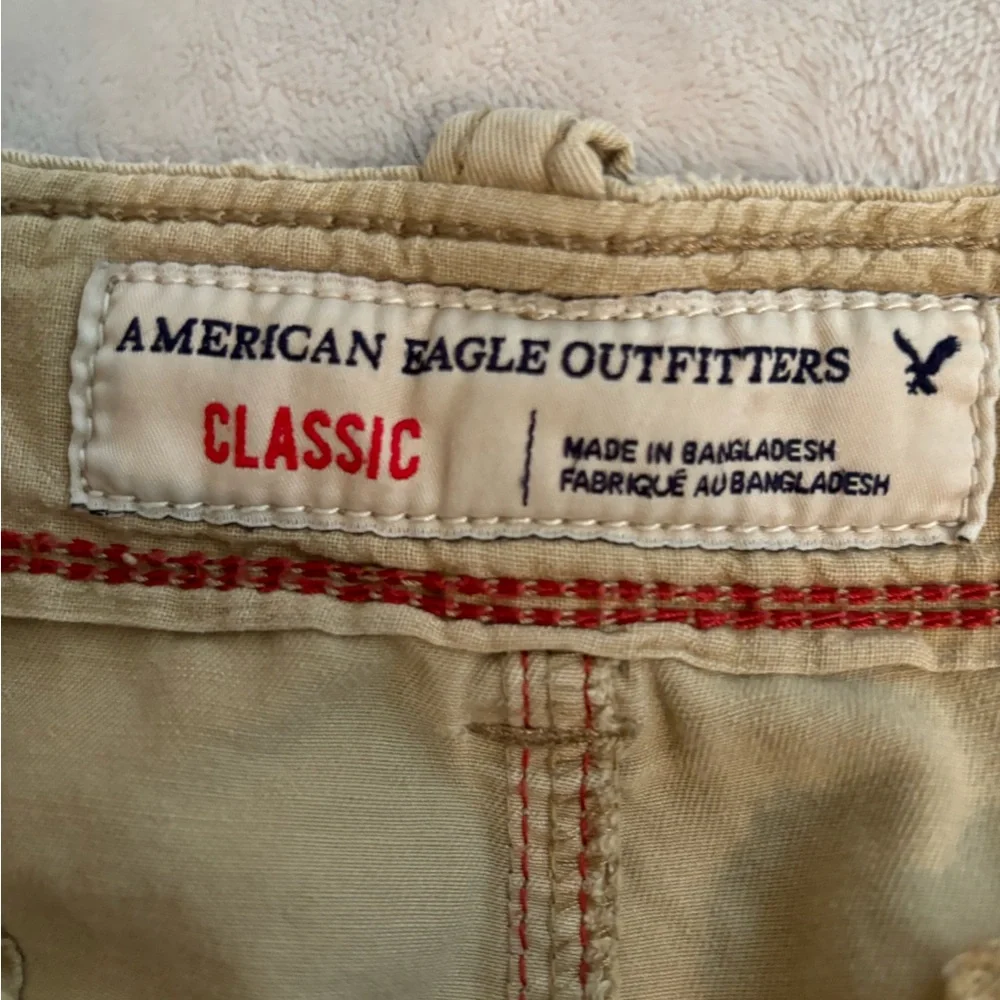 AMERICAN EAGLE OUTFITTERS
CLASSIC
MADE IN BANGLADESH
FABRIQUÉ AU BANGLADESH